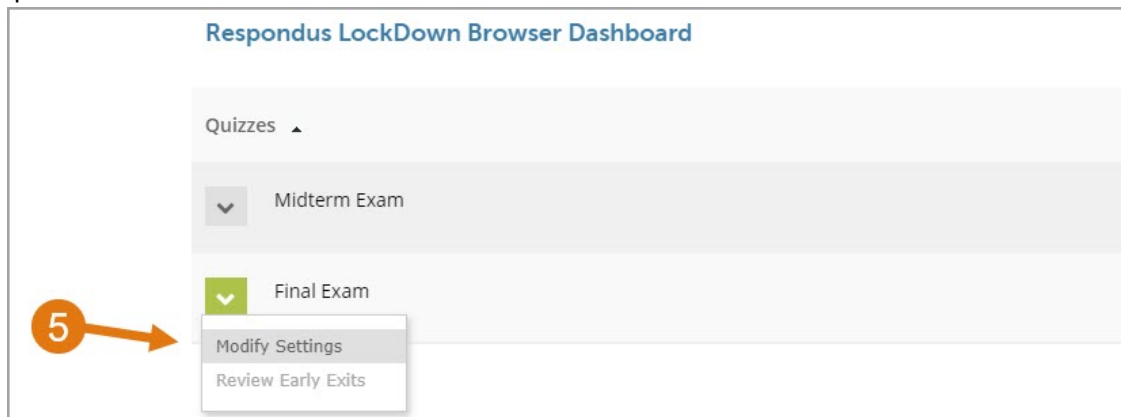 Respondus LockDown Browser Dashboard
Quizzes
Midterm Exam
Final Exam
5
Modify Settings
Review Early Exits